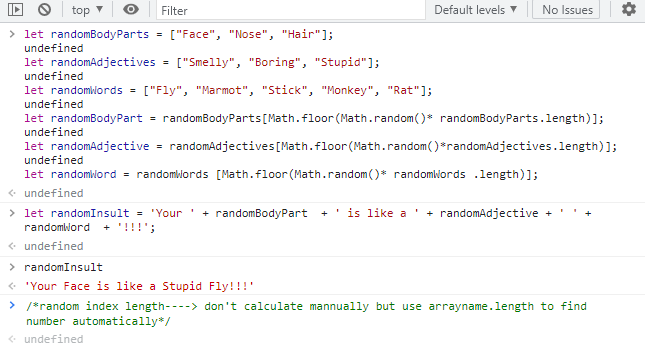 top ▾ Filter Default levels ▾ No Issues
> let randomBodyParts = ["Face", "Nose", "Hair"];
undefined
let randomAdjectives = ["Smelly", "Boring", "Stupid"];
undefined
let randomWords = ["Fly", "Marmot", "Stick", "Monkey", "Rat"];
undefined
let randomBodyPart = randomBodyParts[Math.floor(Math.random()* randomBodyParts.length)];
undefined
let randomAdjective = randomAdjectives[Math.floor(Math.random()*randomAdjectives.length)];
undefined
let randomWord = randomWords [Math.floor(Math.random()* randomWords .length)];
undefined
> let randomInsult = 'Your ' + randomBodyPart  + ' is like a ' + randomAdjective + ' ' +
randomWord  + '!!!';
undefined
> randomInsult
'Your Face is like a Stupid Fly!!!'
> /*random index length----> don't calculate mannually but use arrayname.length to find
number automatically*/
undefined